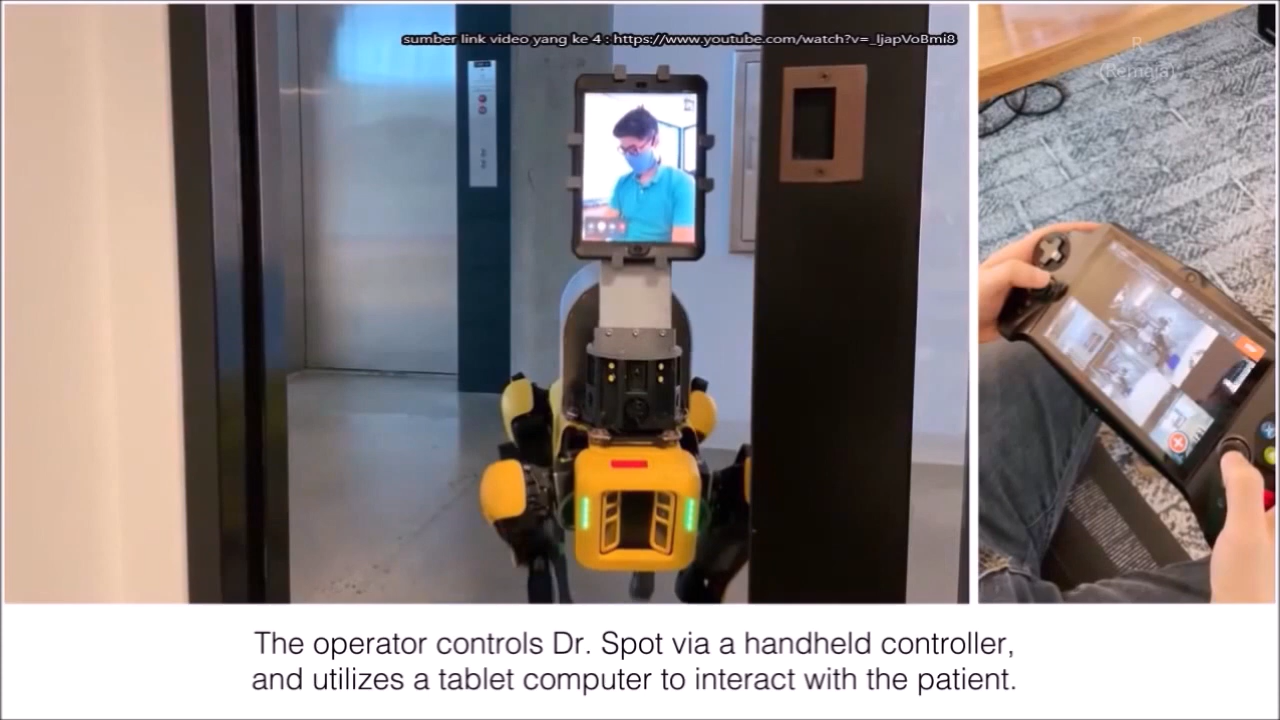 sumber link video yang ke 4 : https://www.youtube.com/watch?v=_ljapVoBmi8
R
(Remaja)
The operator controls Dr. Spot via a handheld controller,
and utilizes a tablet computer to interact with the patient.